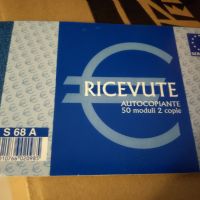 RICEVUTE
AUTOCOPIANTE
50 moduli 2 copie
S 68 A